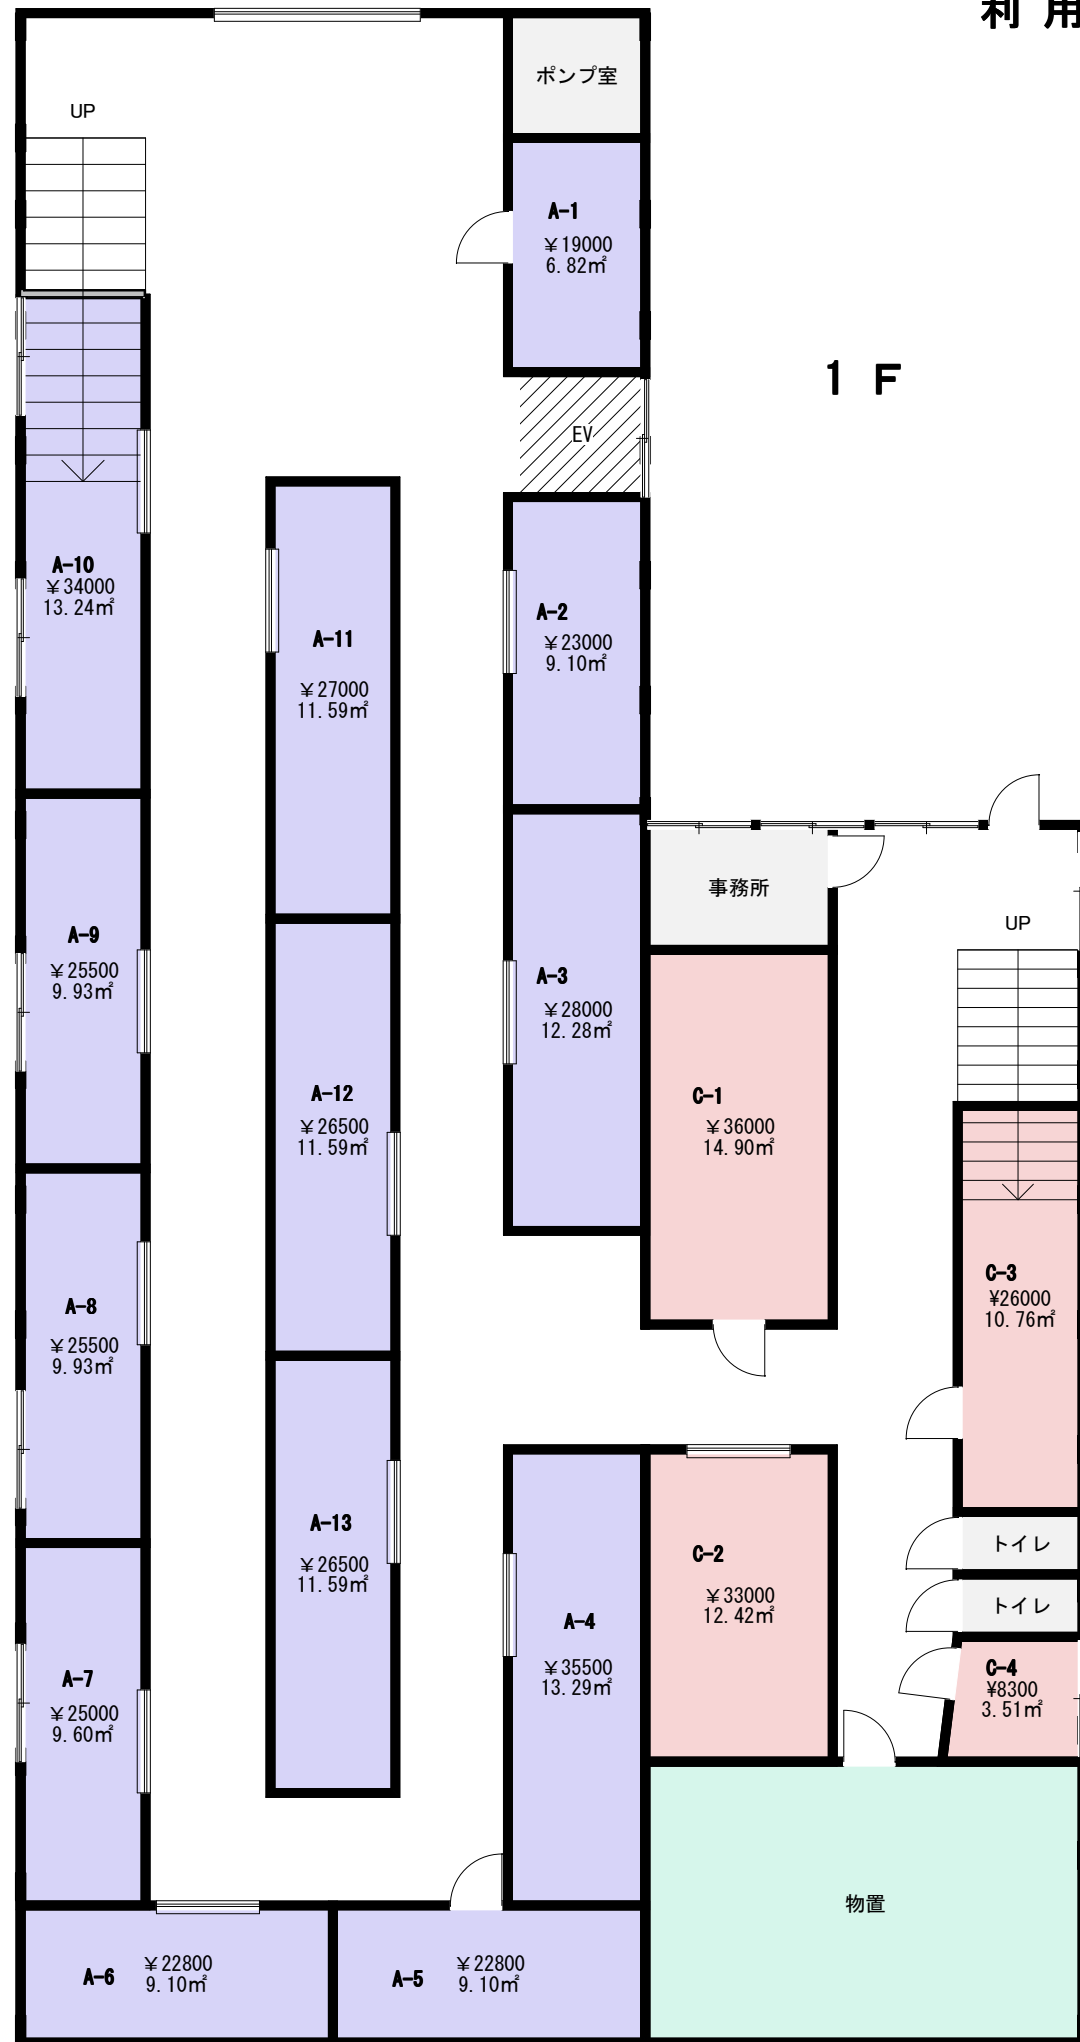 利 用
ポンプ室
UP
A-1
￥19000
6.82㎡
1 F
EV
A-10
￥34000
13.24㎡
A-11
￥27000
11.59㎡
A-2
￥23000
9.10㎡
事務所
UP
A-9
￥25500
9.93㎡
A-3
￥28000
12.28㎡
A-12
￥26500
11.59㎡
C-1
￥36000
14.90㎡
C-3
¥26000
10.76㎡
A-8
￥25500
9.93㎡
A-13
￥26500
11.59㎡
C-2
￥33000
12.42㎡
トイレ
トイレ
A-4
￥35500
13.29㎡
A-7
￥25000
9.60㎡
C-4
¥8300
3.51㎡
物置
A-6
￥22800
9.10㎡
A-5
￥22800
9.10㎡